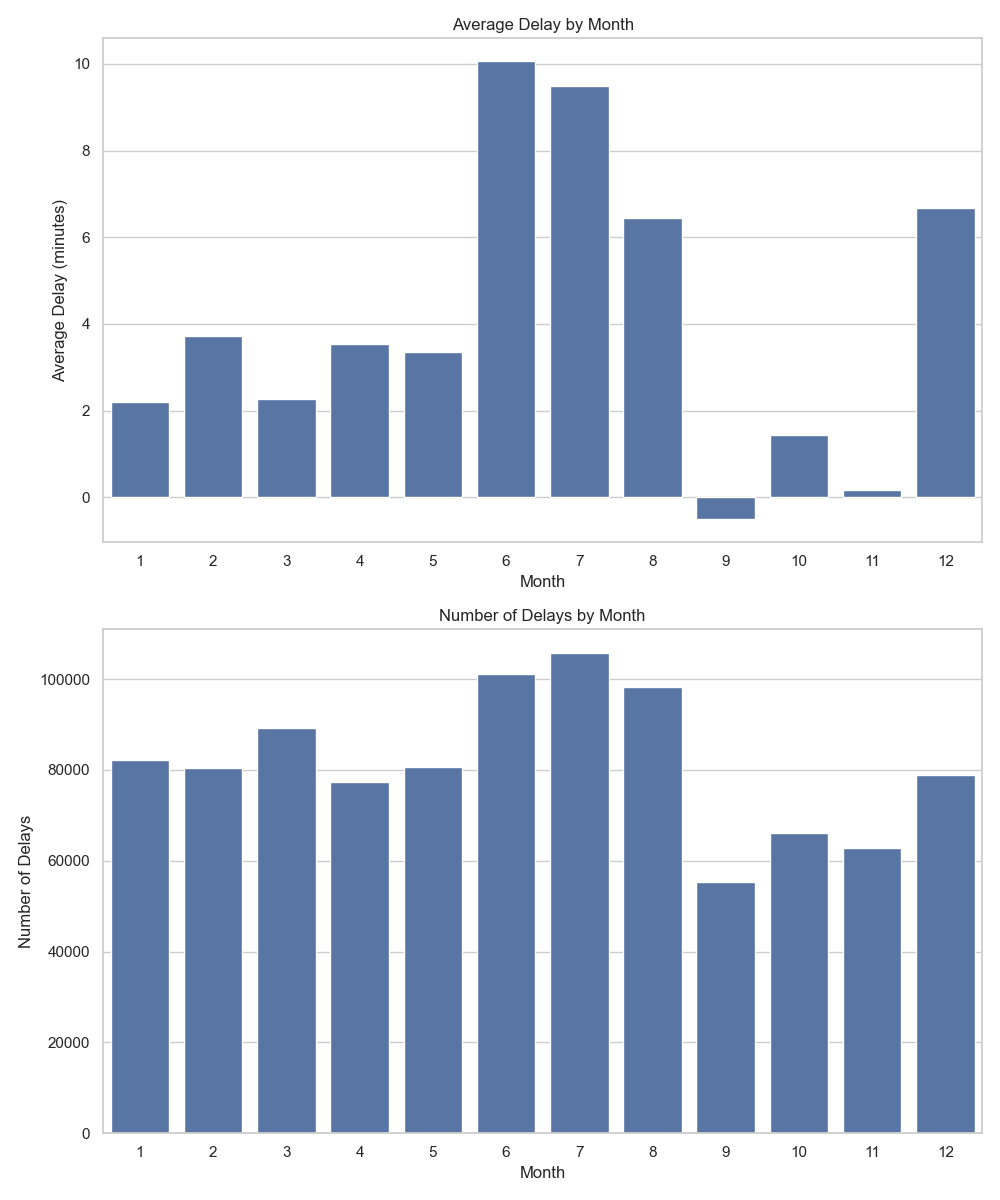 Average Delay by Month
Average Delay (minutes)
10
8
6
4
2
0
1 2 3 4 5 6 7 8 9 10 11 12
Month
Number of Delays by Month
Number of Delays
100000
80000
60000
40000
20000
0
1 2 3 4 5 6 7 8 9 10 11 12
Month